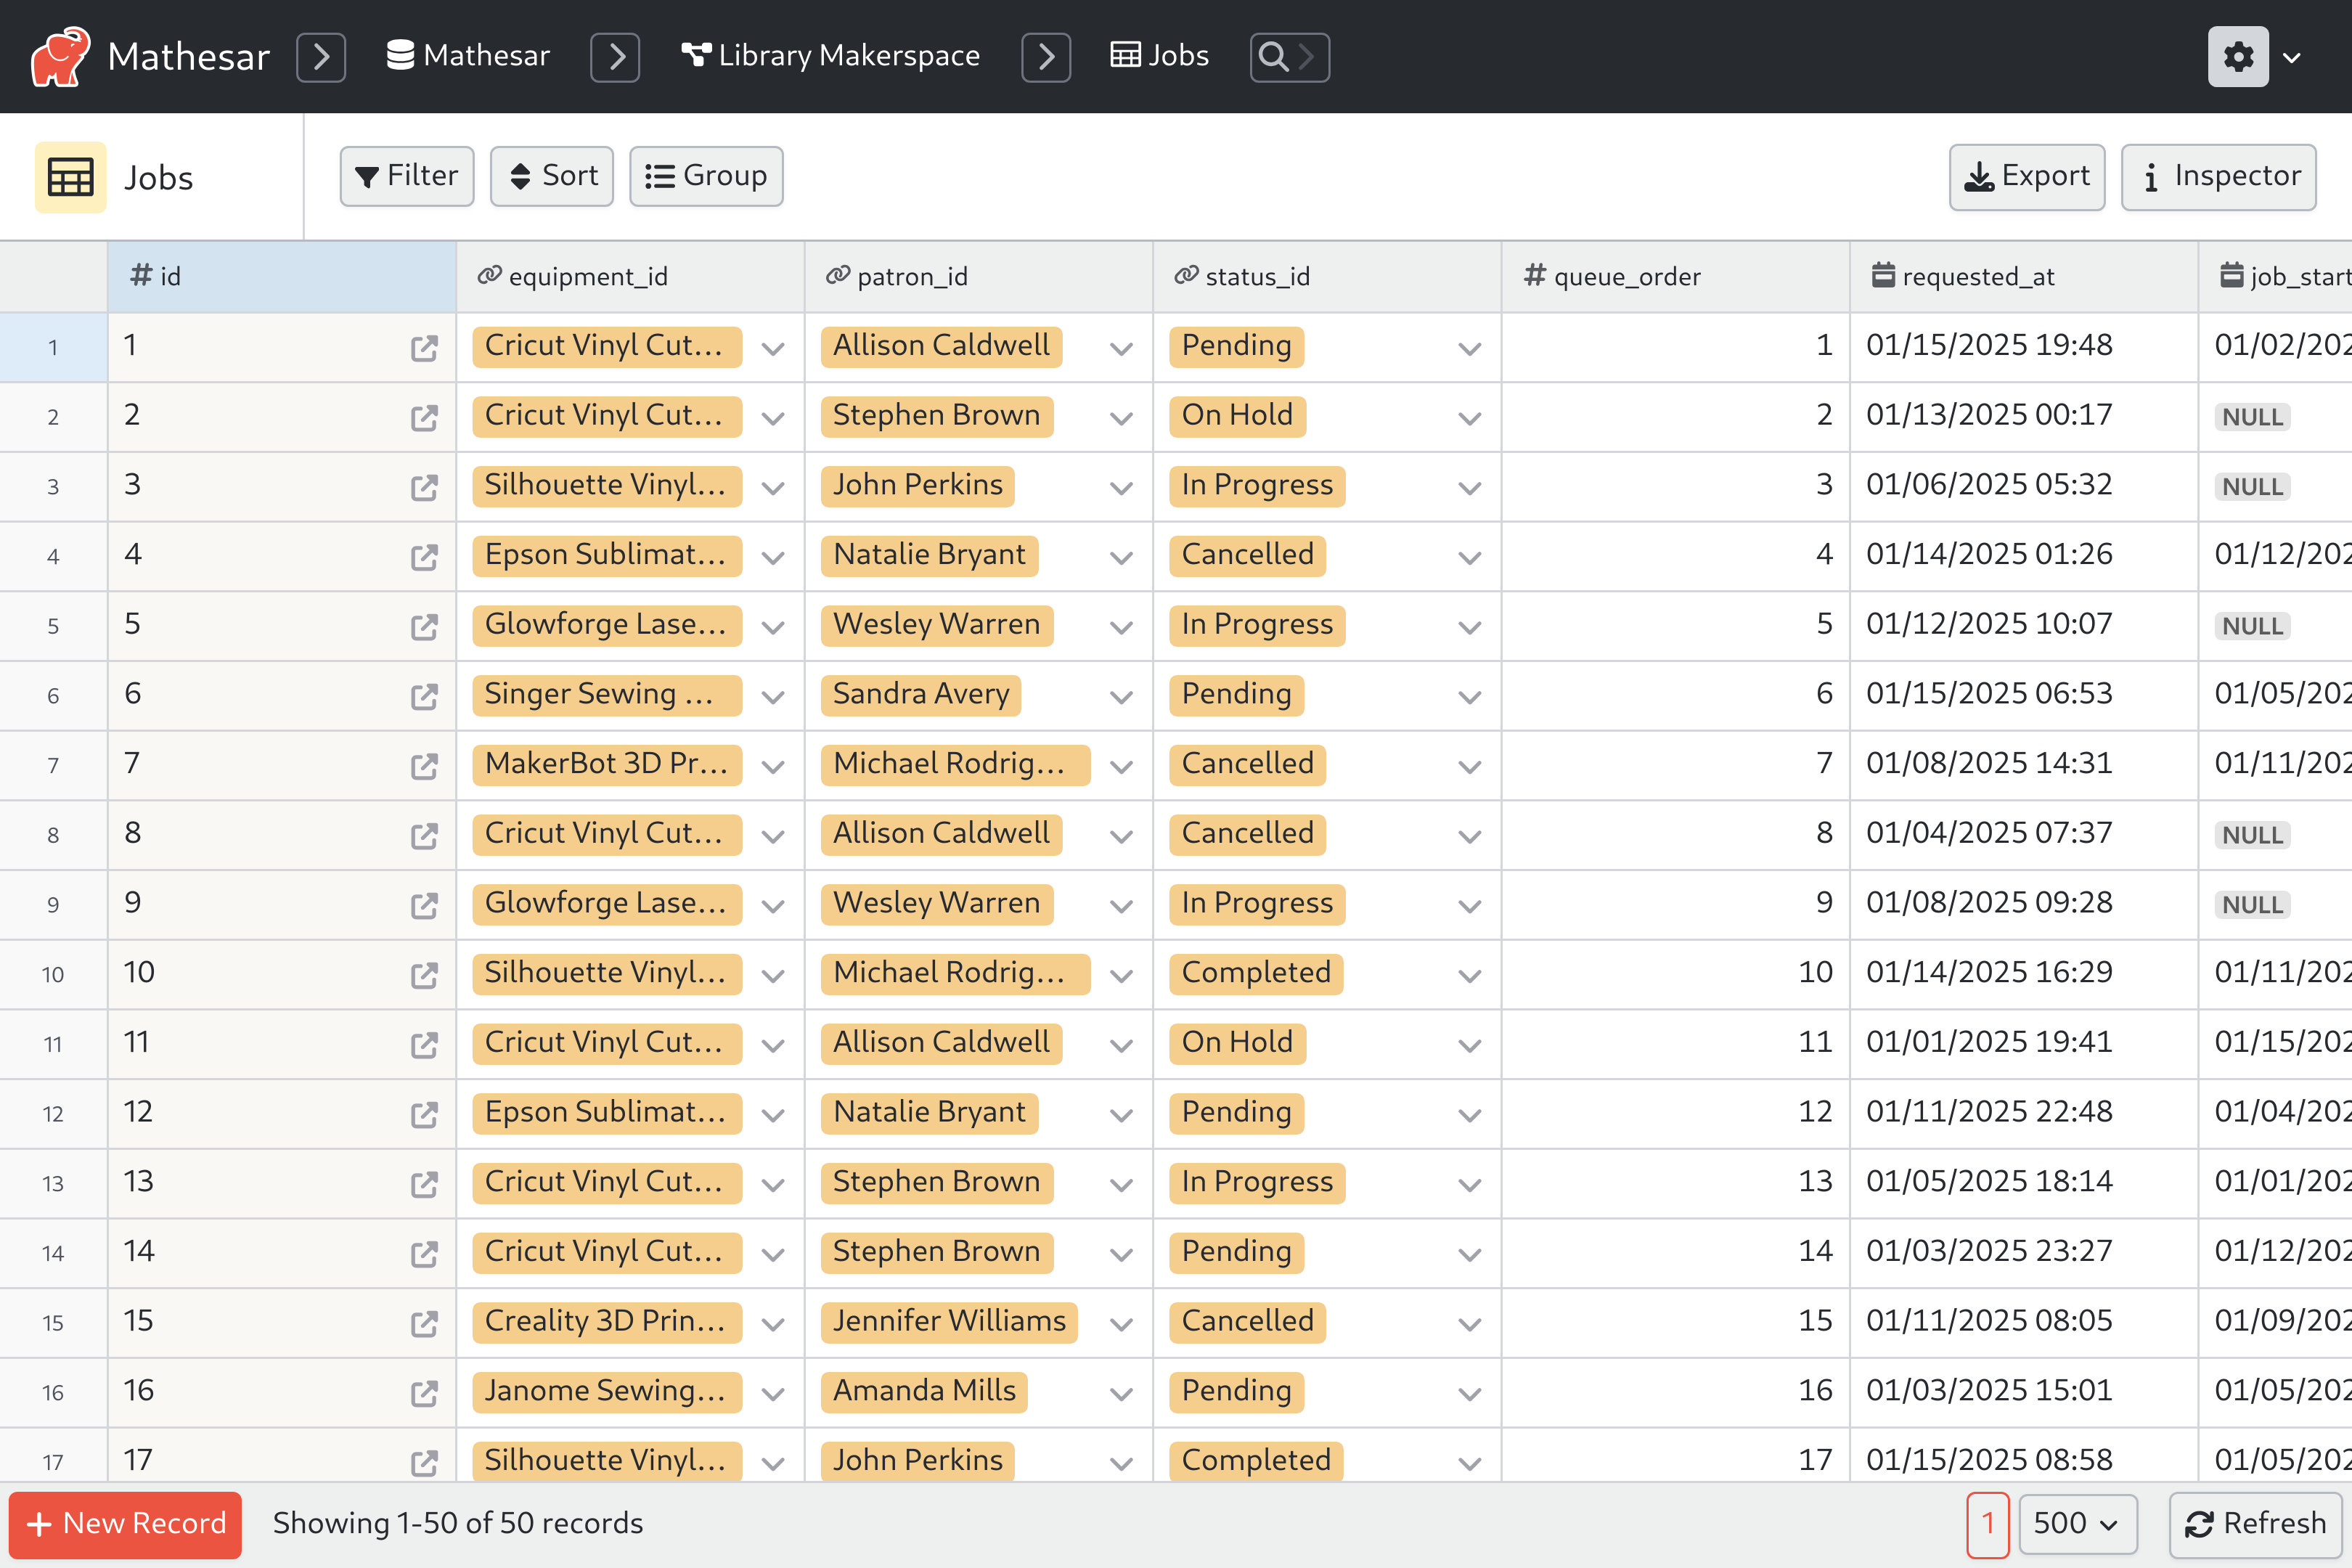 Mathesar Mathesar Library Makerspace Jobs
Jobs Filter Sort Group Export Inspector
id equipment_id patron_id status_id queue_order requested_at job_start
1 1 Cricut Vinyl Cut... Allison Caldwell Pending 1 01/15/2025 19:48 01/02/202
2 2 Cricut Vinyl Cut... Stephen Brown On Hold 2 01/13/2025 00:17 NULL
3 3 Silhouette Vinyl... John Perkins In Progress 3 01/06/2025 05:32 NULL
4 4 Epson Sublimat... Natalie Bryant Cancelled 4 01/14/2025 01:26 01/12/202
5 5 Glowforge Lase... Wesley Warren In Progress 5 01/12/2025 10:07 NULL
6 6 Singer Sewing ... Sandra Avery Pending 6 01/15/2025 06:53 01/05/202
7 7 MakerBot 3D Pr... Michael Rodrig... Cancelled 7 01/08/2025 14:31 01/11/202
8 8 Cricut Vinyl Cut... Allison Caldwell Cancelled 8 01/04/2025 07:37 NULL
9 9 Glowforge Lase... Wesley Warren In Progress 9 01/08/2025 09:28 NULL
10 10 Silhouette Vinyl... Michael Rodrig... Completed 10 01/14/2025 16:29 01/11/202
11 11 Cricut Vinyl Cut... Allison Caldwell On Hold 11 01/01/2025 19:41 01/15/202
12 12 Epson Sublimat... Natalie Bryant Pending 12 01/11/2025 22:48 01/04/202
13 13 Cricut Vinyl Cut... Stephen Brown In Progress 13 01/05/2025 18:14 01/01/202
14 14 Cricut Vinyl Cut... Stephen Brown Pending 14 01/03/2025 23:27 01/12/202
15 15 Creality 3D Prin... Jennifer Williams Cancelled 15 01/11/2025 08:05 01/09/202
16 16 Janome Sewing... Amanda Mills Pending 16 01/03/2025 15:01 01/05/202
17 17 Silhouette Vinyl... John Perkins Completed 17 01/15/2025 08:58 01/05/202
New Record Showing 1-50 of 50 records 1 500 Refresh